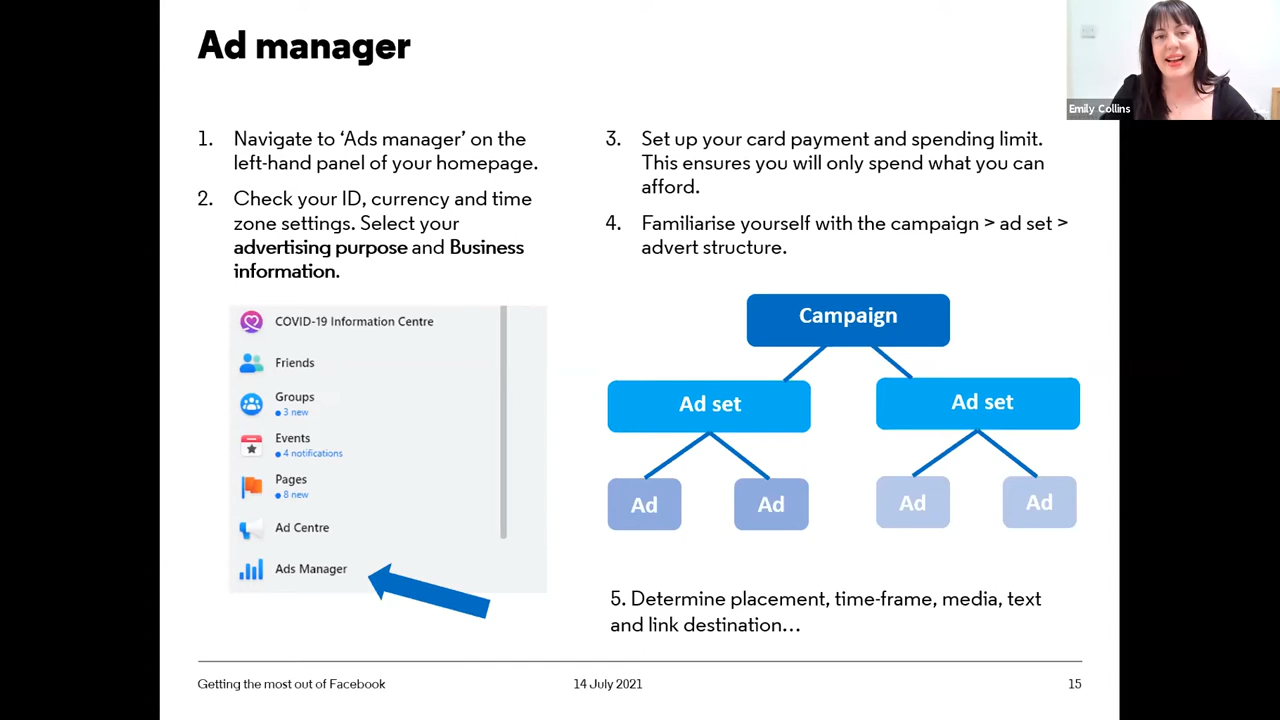 Ad manager
Emily Collins
1. Navigate to ‘Ads manager’ on the
left-hand panel of your homepage.
2. Check your ID, currency and time
zone settings. Select your
advertising purpose and Business
information.
COVID-19 Information Centre
Friends
Groups
3 new
Events
4 notifications
Pages
8 new
Ad Centre
Ads Manager
3. Set up your card payment and spending limit.
This ensures you will only spend what you can
afford.
4. Familiarise yourself with the campaign > ad set >
advert structure.
Campaign
Ad set
Ad set
Ad
Ad
Ad
Ad
5. Determine placement, time-frame, media, text
and link destination…
Getting the most out of Facebook
14 July 2021
15